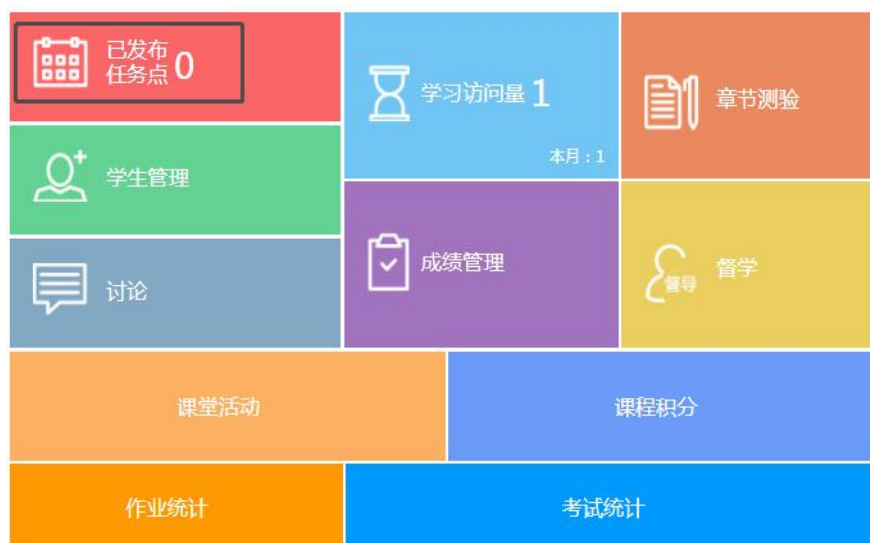 已发布
任务点 0
学习访问量 1
本月：1
章节测验
学生管理
成绩管理
督导
督学
讨论
课堂活动
课程积分
作业统计
考试统计